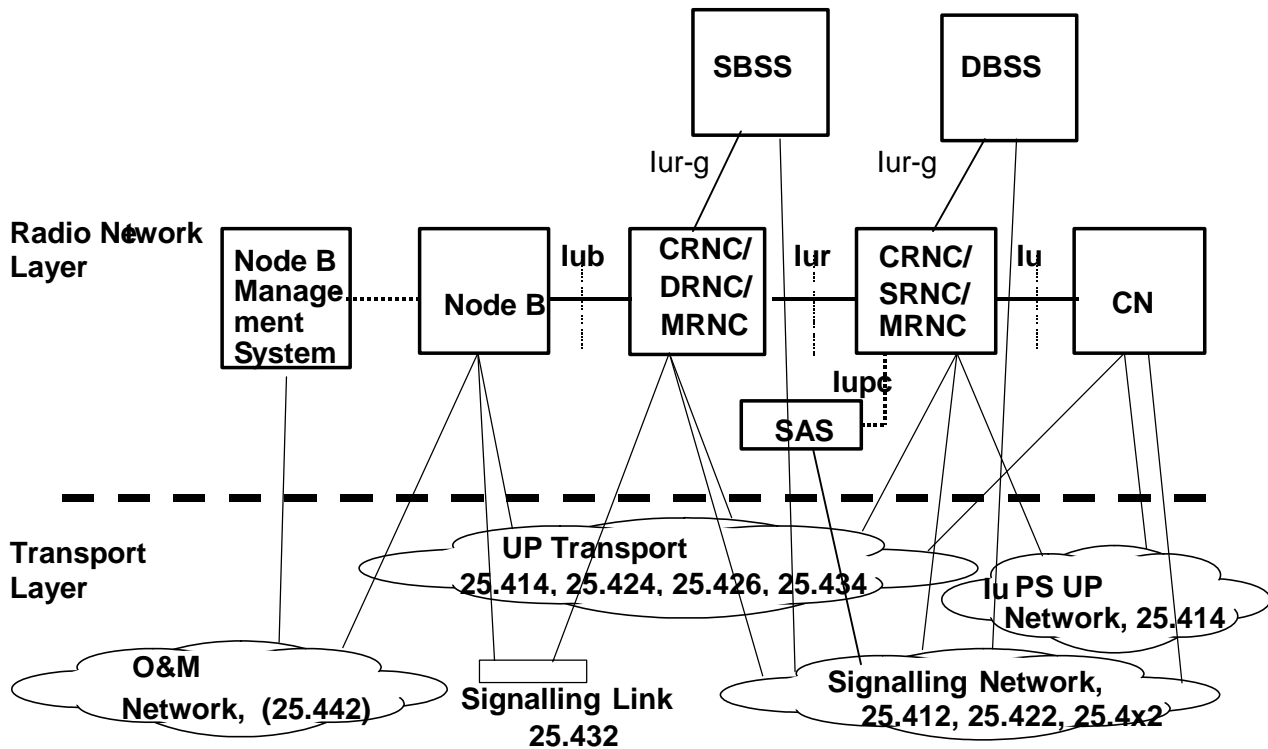 SBSS
DBSS
Iur-g
Iur-g
Radio Network
Layer
Node B
Manage
ment
System
Node B
Iub
CRNC/
DRNC/
MRNC
Iur
CRNC/
SRNC/
MRNC
Iu
CN
Iupc
SAS
Transport
Layer
UP Transport
25.414, 25.424, 25.426, 25.434
Iu PS UP
Network, 25.414
O&M
Network, (25.442)
Signalling Link
25.432
Signalling Network,
25.412, 25.422, 25.4x2